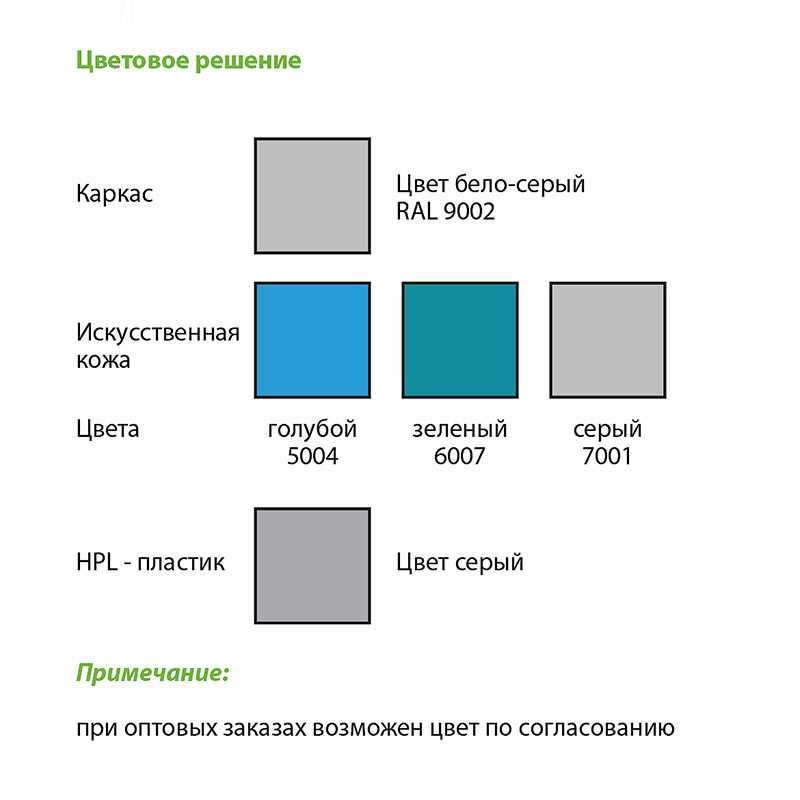 Цветовое решение
Каркас
Цвет бело-серый
RAL 9002
Искусственная
кожа
Цвета
голубой
5004
зеленый
6007
серый
7001
HPL - пластик
Цвет серый
Примечание:
при оптовых заказах возможен цвет по согласованию